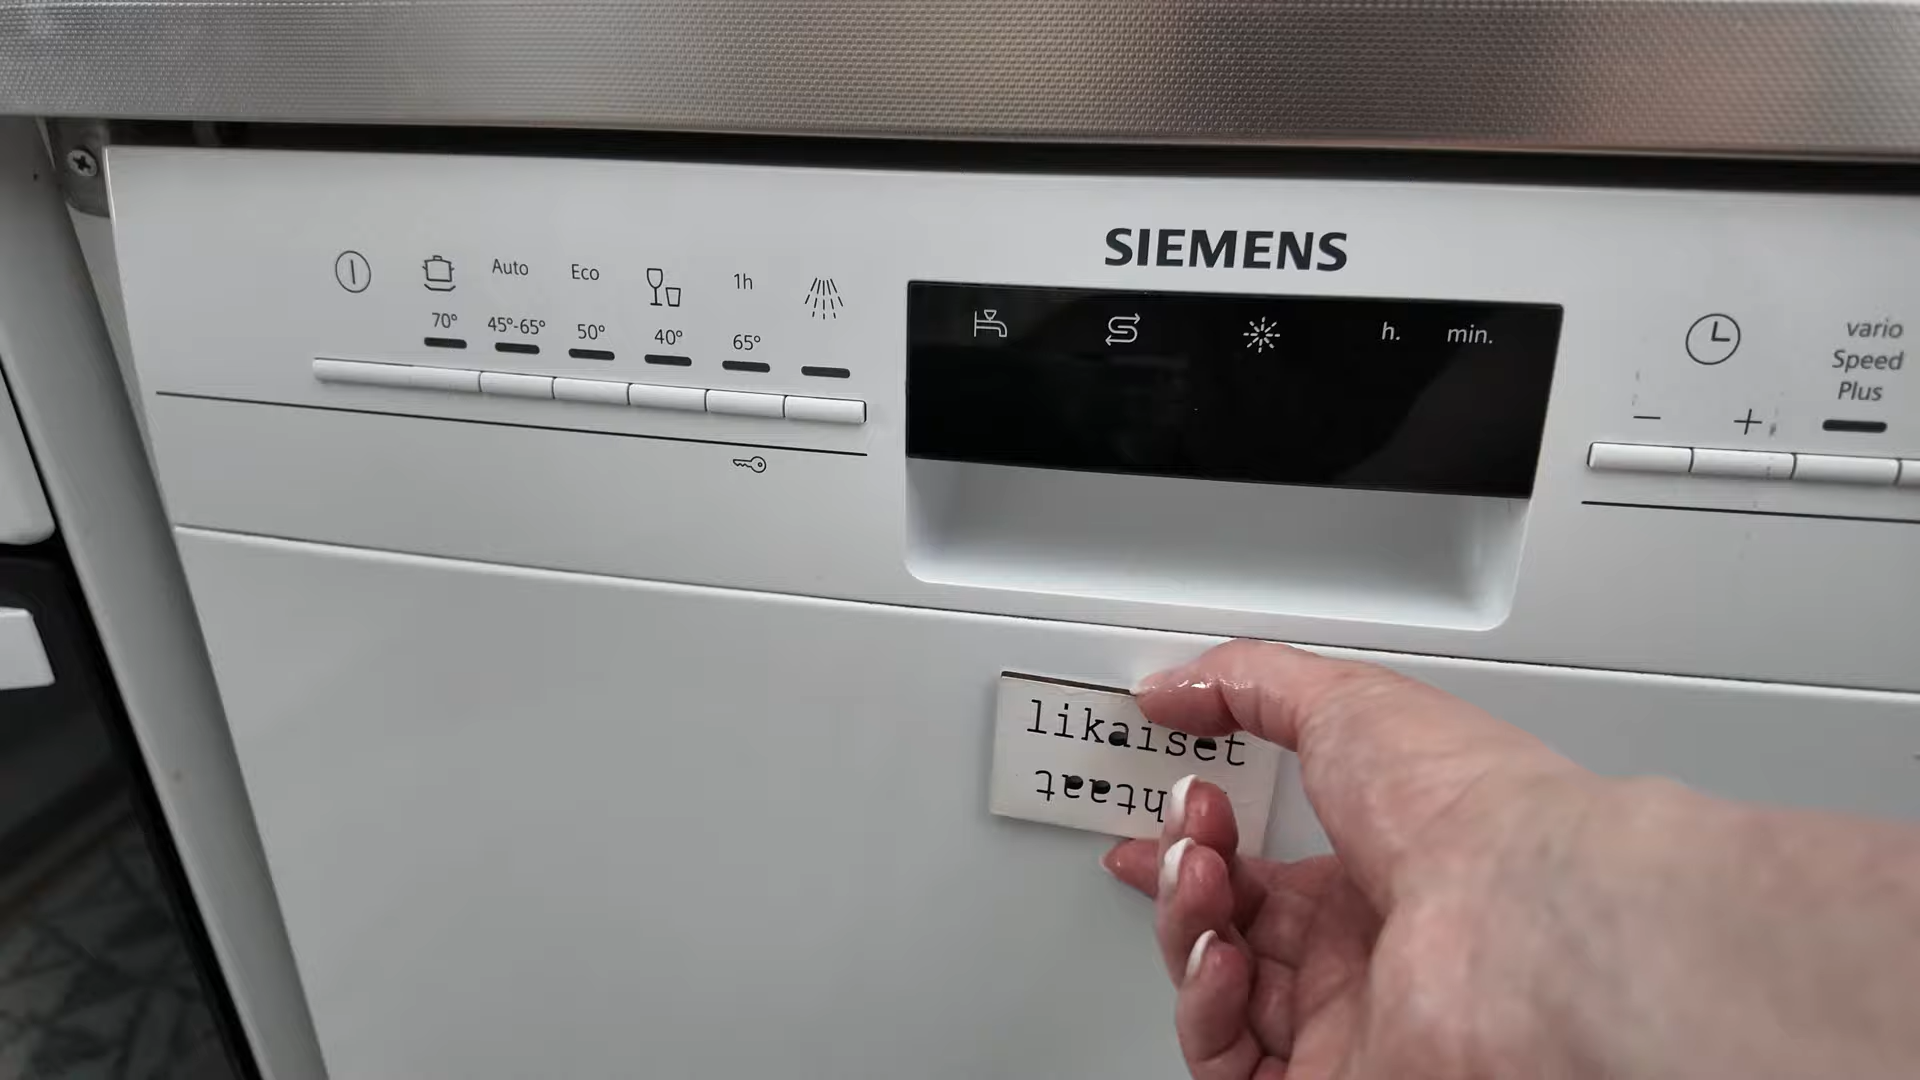 SIEMENS
Auto
Eco
1h
70°
45°-65°
50°
40°
65°
h.
min.
vario
Speed
Plus
- +
likaiset